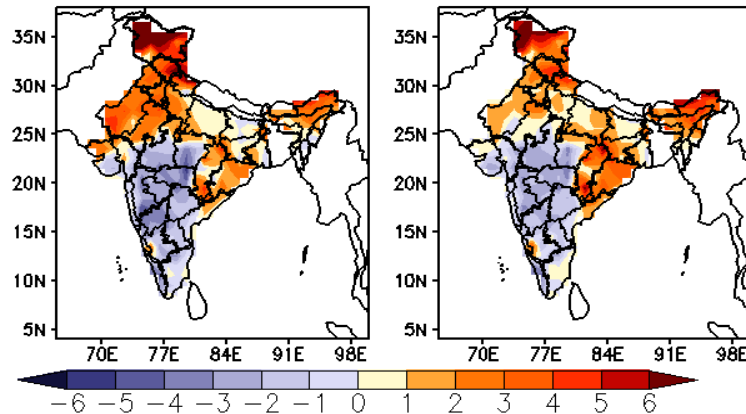 35N 35N
30N 30N
25N 25N
20N 20N
15N 15N
10N 10N
5N 5N
70E 77E 84E 91E 98E 70E 77E 84E 91E 98E
-6 -5 -4 -3 -2 -1 0 1 2 3 4 5 6